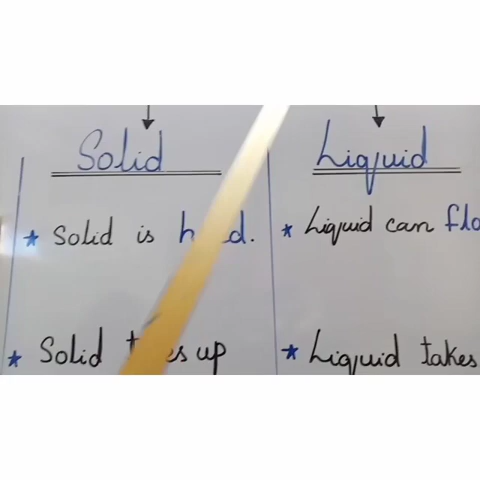 Solid
Liquid
* Solid is
* Liquid can
* Solid up
* Liquid takes